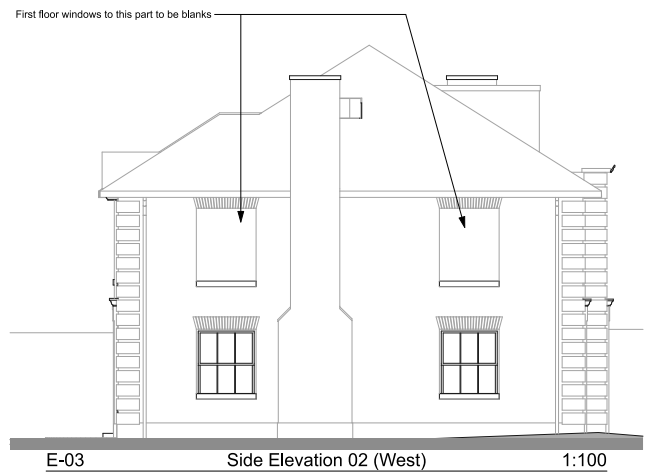 First floor windows to this part to be blanks
E-03 Side Elevation 02 (West) 1:100